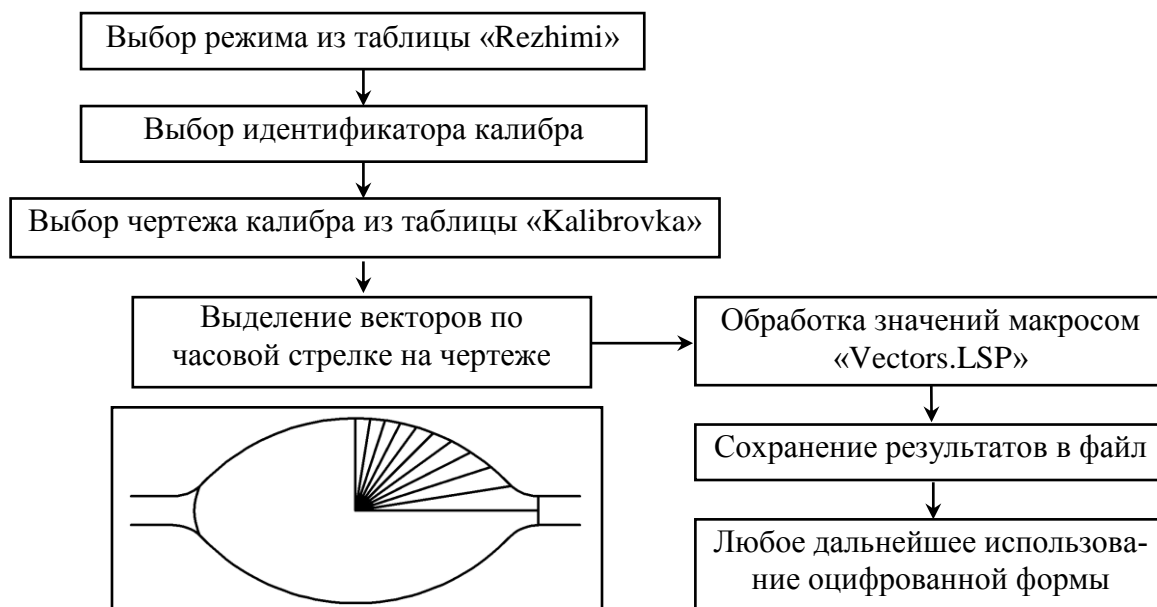 Выбор режима из таблицы «Rezhimi»
Выбор идентификатора калибра
Выбор чертежа калибра из таблицы «Kalibrovka»
Выделение векторов по
часовой стрелке на чертеже
Обработка значений макросом
«Vectors.LSP»
Сохранение результатов в файл
Любое дальнейшее использова-
ние оцифрованной формы